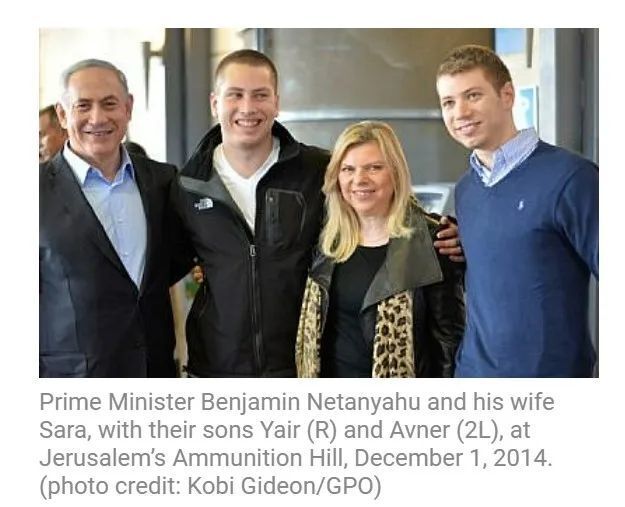 Prime Minister Benjamin Netanyahu and his wife
Sara, with their sons Yair (R) and Avner (2L), at
Jerusalem’s Ammunition Hill, December 1, 2014.
(photo credit: Kobi Gideon/GPO)